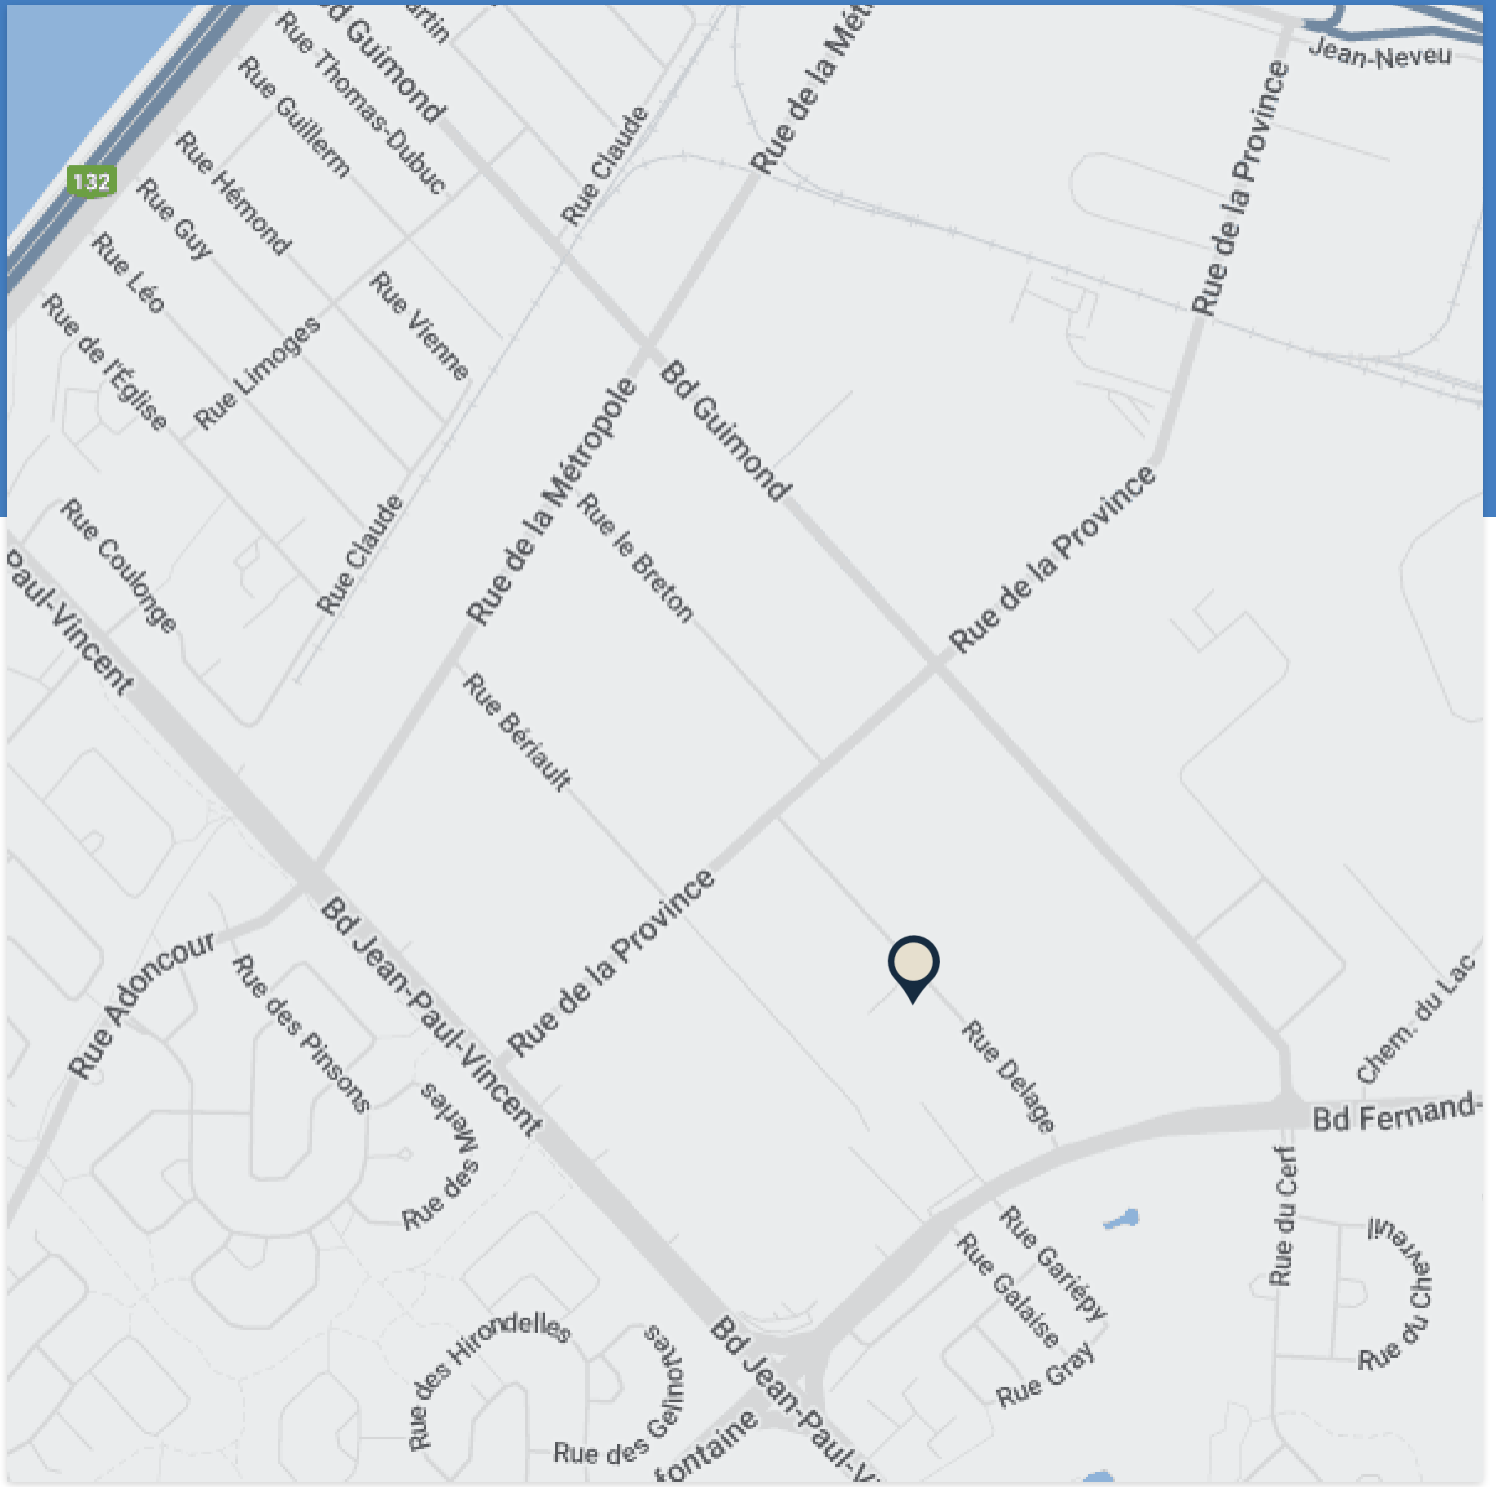 Bd Guimond
Rue de la Mét
Jean-Neveu
Rue Thomas-Dubuc
Rue Guillerm
Rue Claude
Rue de la Province
132
Rue Hémond
Rue Guy
Rue Léo
Rue Vienne
Rue de l'Église
Rue Limoges
Bd Guimond
Rue de la Métropole
Rue Claude
Rue le Breton
Rue de la Province
Rue Coulonge
Paul-Vincent
Rue Bériault
Rue de la Province
Bd Jean-Paul-Vincent
Rue Adoncour
Rue des Pinsons
Rue Delage
Chem. du Lac
Rue des Merles
Bd Fernand-
Rue du Cerf
Rue Gariépy
Rue Galaise
Rue du Chevreuil
Rue des Hirondelles
Rue des Gelinottes
Bd Jean-Paul-Vi
Rue Gray
fontaine